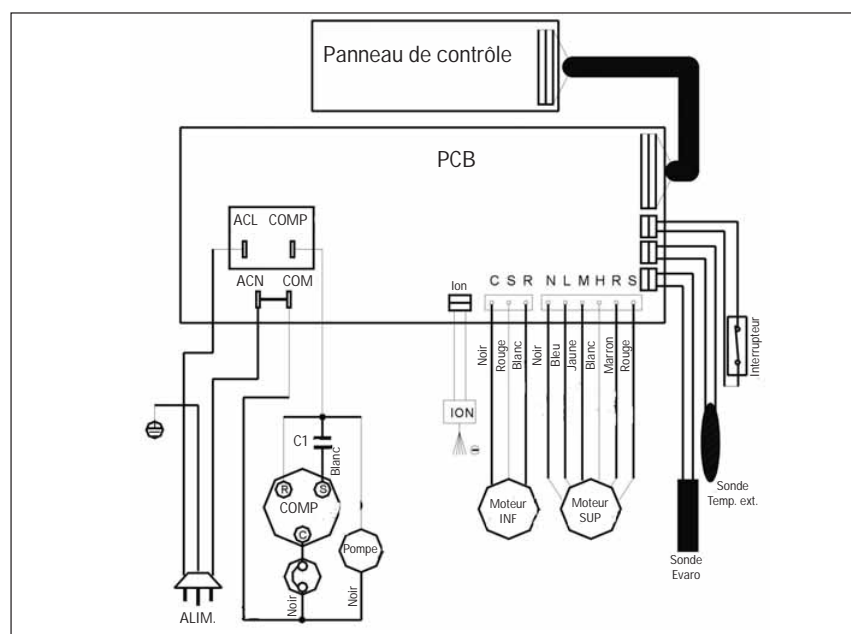 Panneau de contrôle
PCB
ACL COMP
ACN COM
Ion
C S R N L M H R S
Noir
Rouge
Blanc
Noir
Bleu
Jaune
Blanc
Marron
Rouge
Interrupteur
C1
Blanc
ION
R
S
COMP
C
Pompe
Noir
Noir
Moteur
INF
Moteur
SUP
Sonde
Temp. ext.
Sonde
Evaro
ALIM.